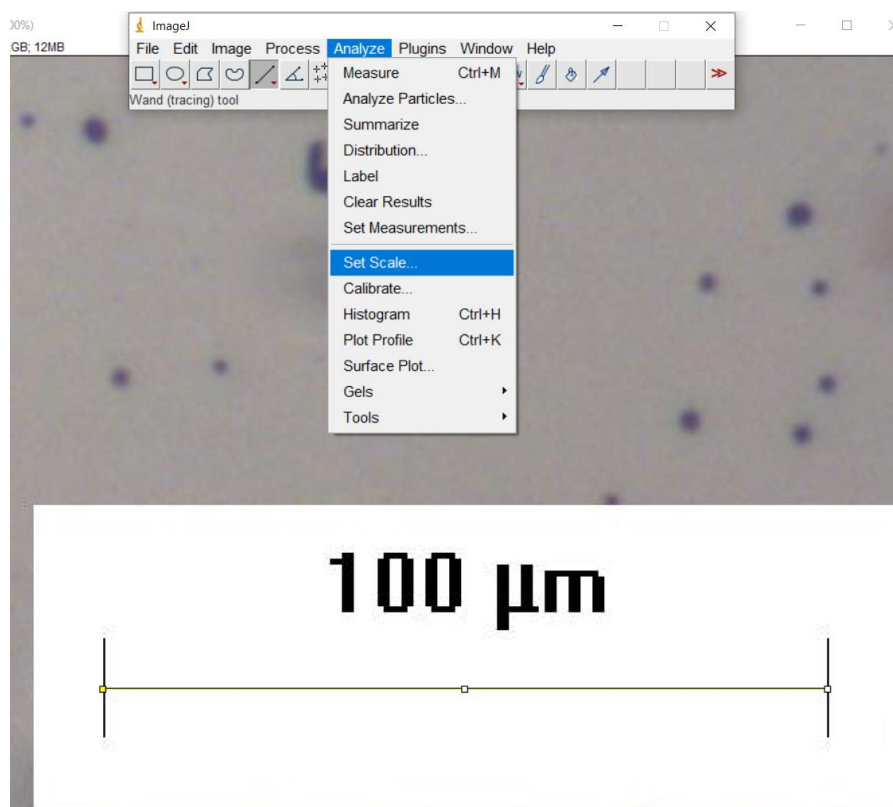 00%)
ImageJ
GB; 12MB
File Edit Image Process Analyze Plugins Window Help
Wand (tracing) tool
Measure Ctrl+M
Analyze Particles...
Summarize
Distribution...
Label
Clear Results
Set Measurements...
Set Scale...
Calibrate...
Histogram Ctrl+H
Plot Profile Ctrl+K
Surface Plot...
Gels
Tools
100 µm